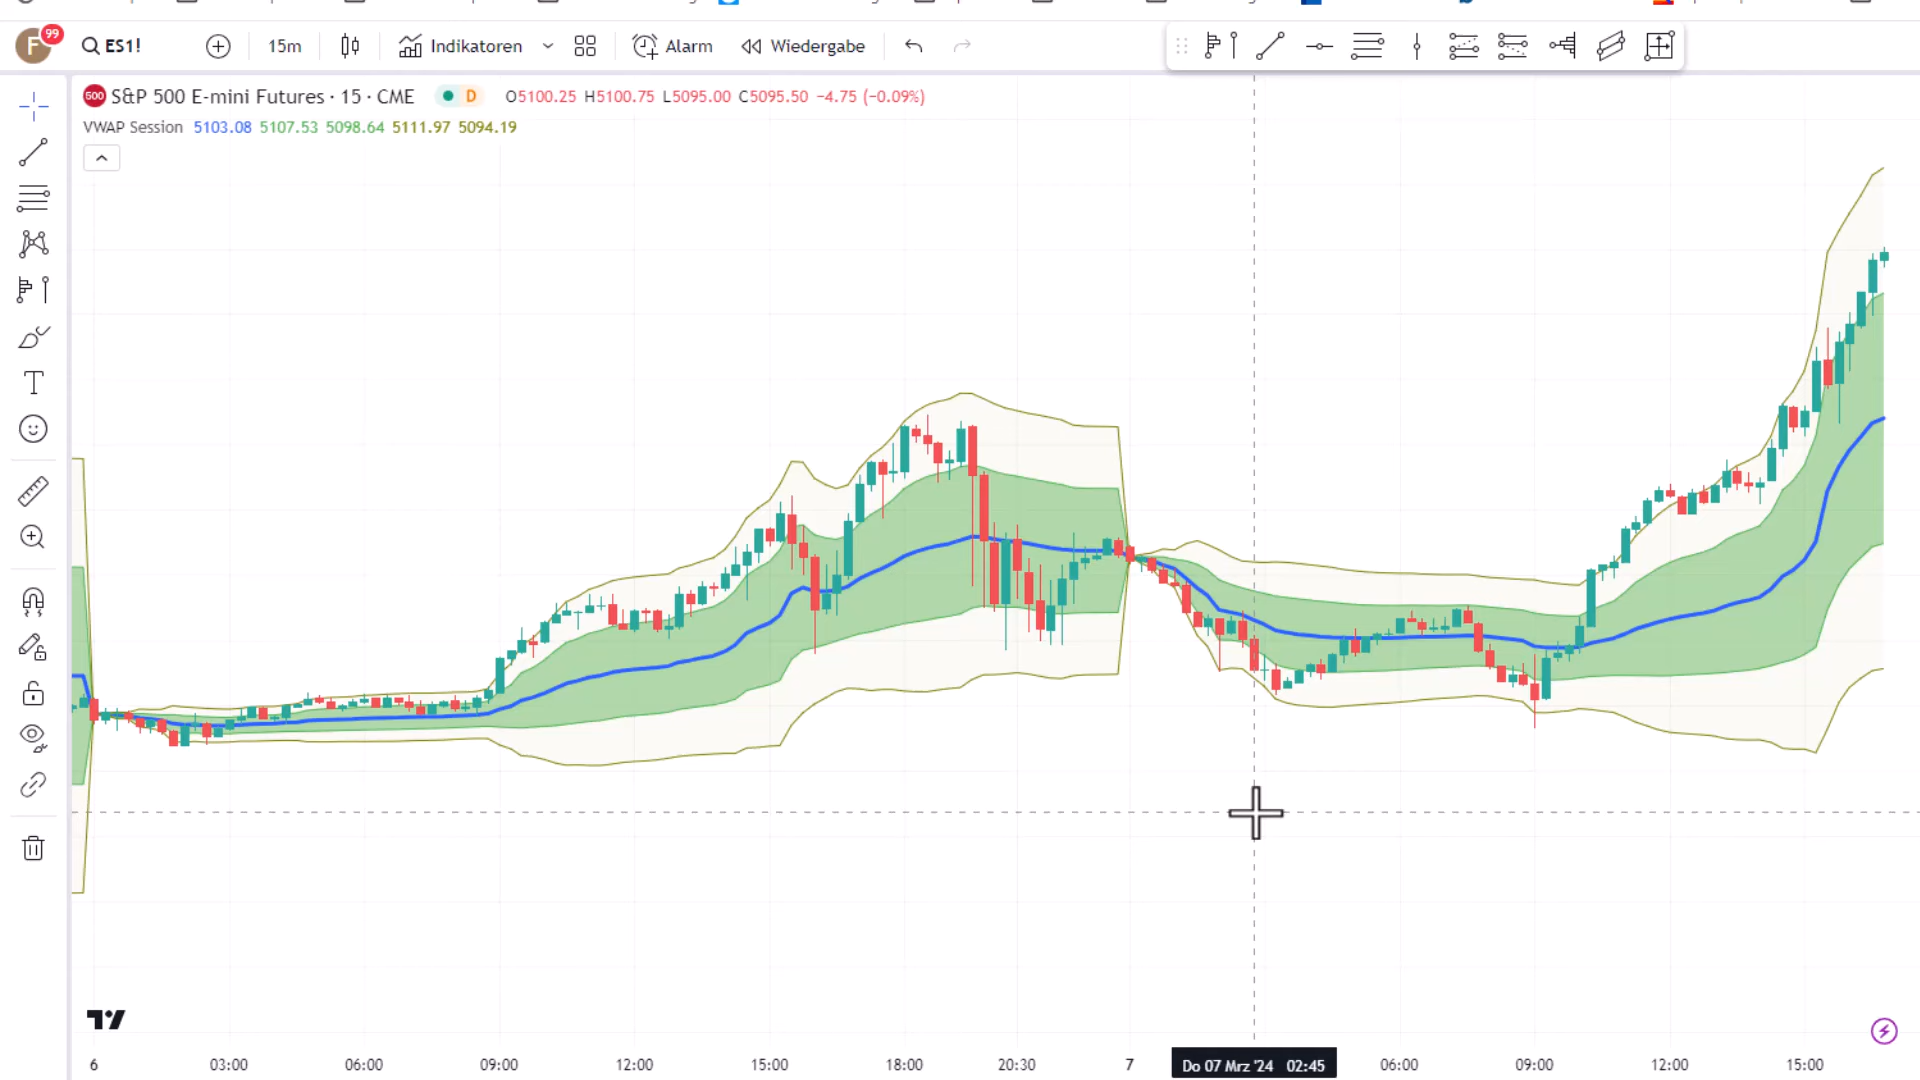 F 99 ES1! 15m Indikatoren Alarm Wiedergabe
500 S&P 500 E-mini Futures · 15 · CME D O5100.25 H5100.75 L5095.00 C5095.50 −4.75 (−0.09%)
VWAP Session 5103.08 5107.53 5098.64 5111.97 5094.19
6 03:00 06:00 09:00 12:00 15:00 18:00 20:30 7 Do 07 Mrz '24 02:45 06:00 09:00 12:00 15:00